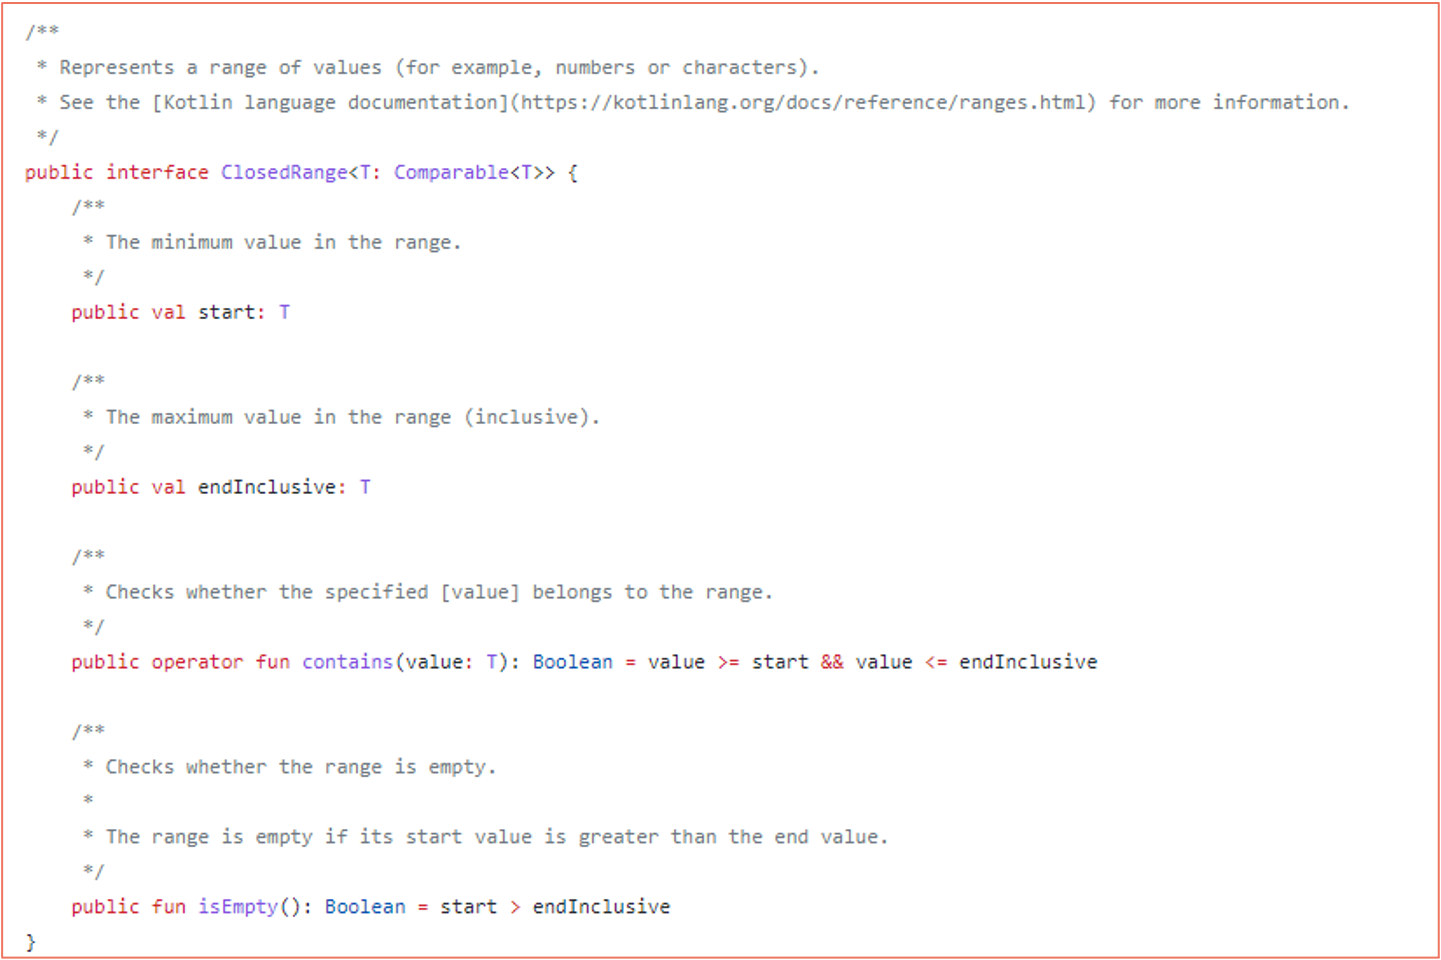 /**
 * Represents a range of values (for example, numbers or characters).
 * See the [Kotlin language documentation](https://kotlinlang.org/docs/reference/ranges.html) for more information.
 */
public interface ClosedRange<T: Comparable<T>> {
    /**
     * The minimum value in the range.
     */
    public val start: T

    /**
     * The maximum value in the range (inclusive).
     */
    public val endInclusive: T

    /**
     * Checks whether the specified [value] belongs to the range.
     */
    public operator fun contains(value: T): Boolean = value >= start && value <= endInclusive

    /**
     * Checks whether the range is empty.
     *
     * The range is empty if its start value is greater than the end value.
     */
    public fun isEmpty(): Boolean = start > endInclusive
}